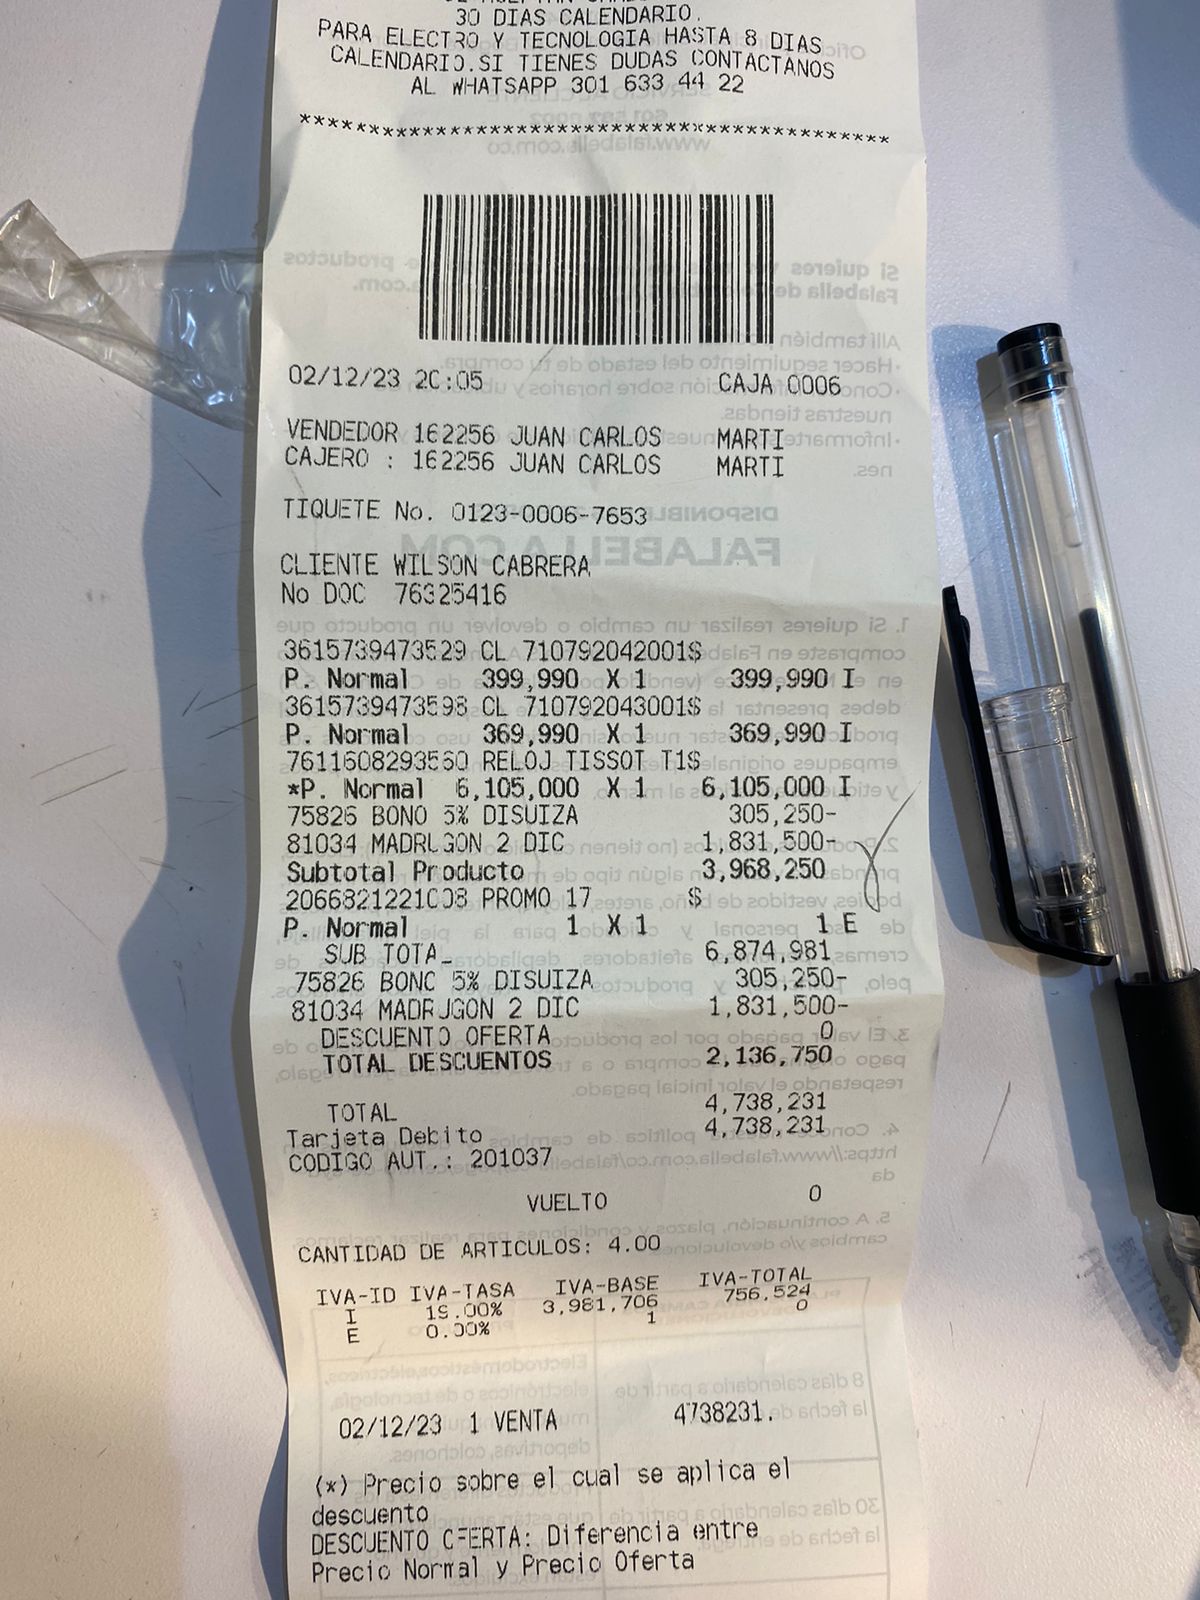 30 DIAS CALENDARIO.
PARA ELECTRO Y TECNOLOGIA HASTA 8 DIAS
CALENDARIO.SI TIENES DUDAS CONTACTANOS
AL WHATSAPP 301 633 44 22
******************************************
02/12/23 20:05 CAJA 0006
VENDEDOR 162256 JUAN CARLOS MARTI
CAJERO : 162256 JUAN CARLOS MARTI
TIQUETE No. 0123-0006-7653
CLIENTE WILSON CABRERA
No DOC 76325416
3615739473529 CL 710792042001$
P. Normal 399,990 X 1 399,990 I
3615739473598 CL 710792043001$
P. Normal 369,990 X 1 369,990 I
7611608293560 RELOJ TISSOT T1$
*P. Normal 6,105,000 X 1 6,105,000 I
75826 BONO 5% DISUIZA 305,250-
81034 MADRUGON 2 DIC 1,831,500-
Subtotal Producto 3,968,250
2066821221008 PROMO 17 $
P. Normal 1 X 1 1 E
SUB TOTAL 6,874,981
75826 BONO 5% DISUIZA 305,250-
81034 MADRUGON 2 DIC 1,831,500-
DESCUENTO OFERTA 0
TOTAL DESCUENTOS 2,136,750
TOTAL 4,738,231
Tarjeta Debito 4,738,231
CODIGO AUT.: 201037
VUELTO 0
CANTIDAD DE ARTICULOS: 4.00
IVA-ID IVA-TASA IVA-BASE IVA-TOTAL
I 19.00% 3,981,706 756,524
E 0.00% 1 0
02/12/23 1 VENTA 4738231.
(*) Precio sobre el cual se aplica el
descuento
DESCUENTO OFERTA: Diferencia entre
Precio Normal y Precio Oferta